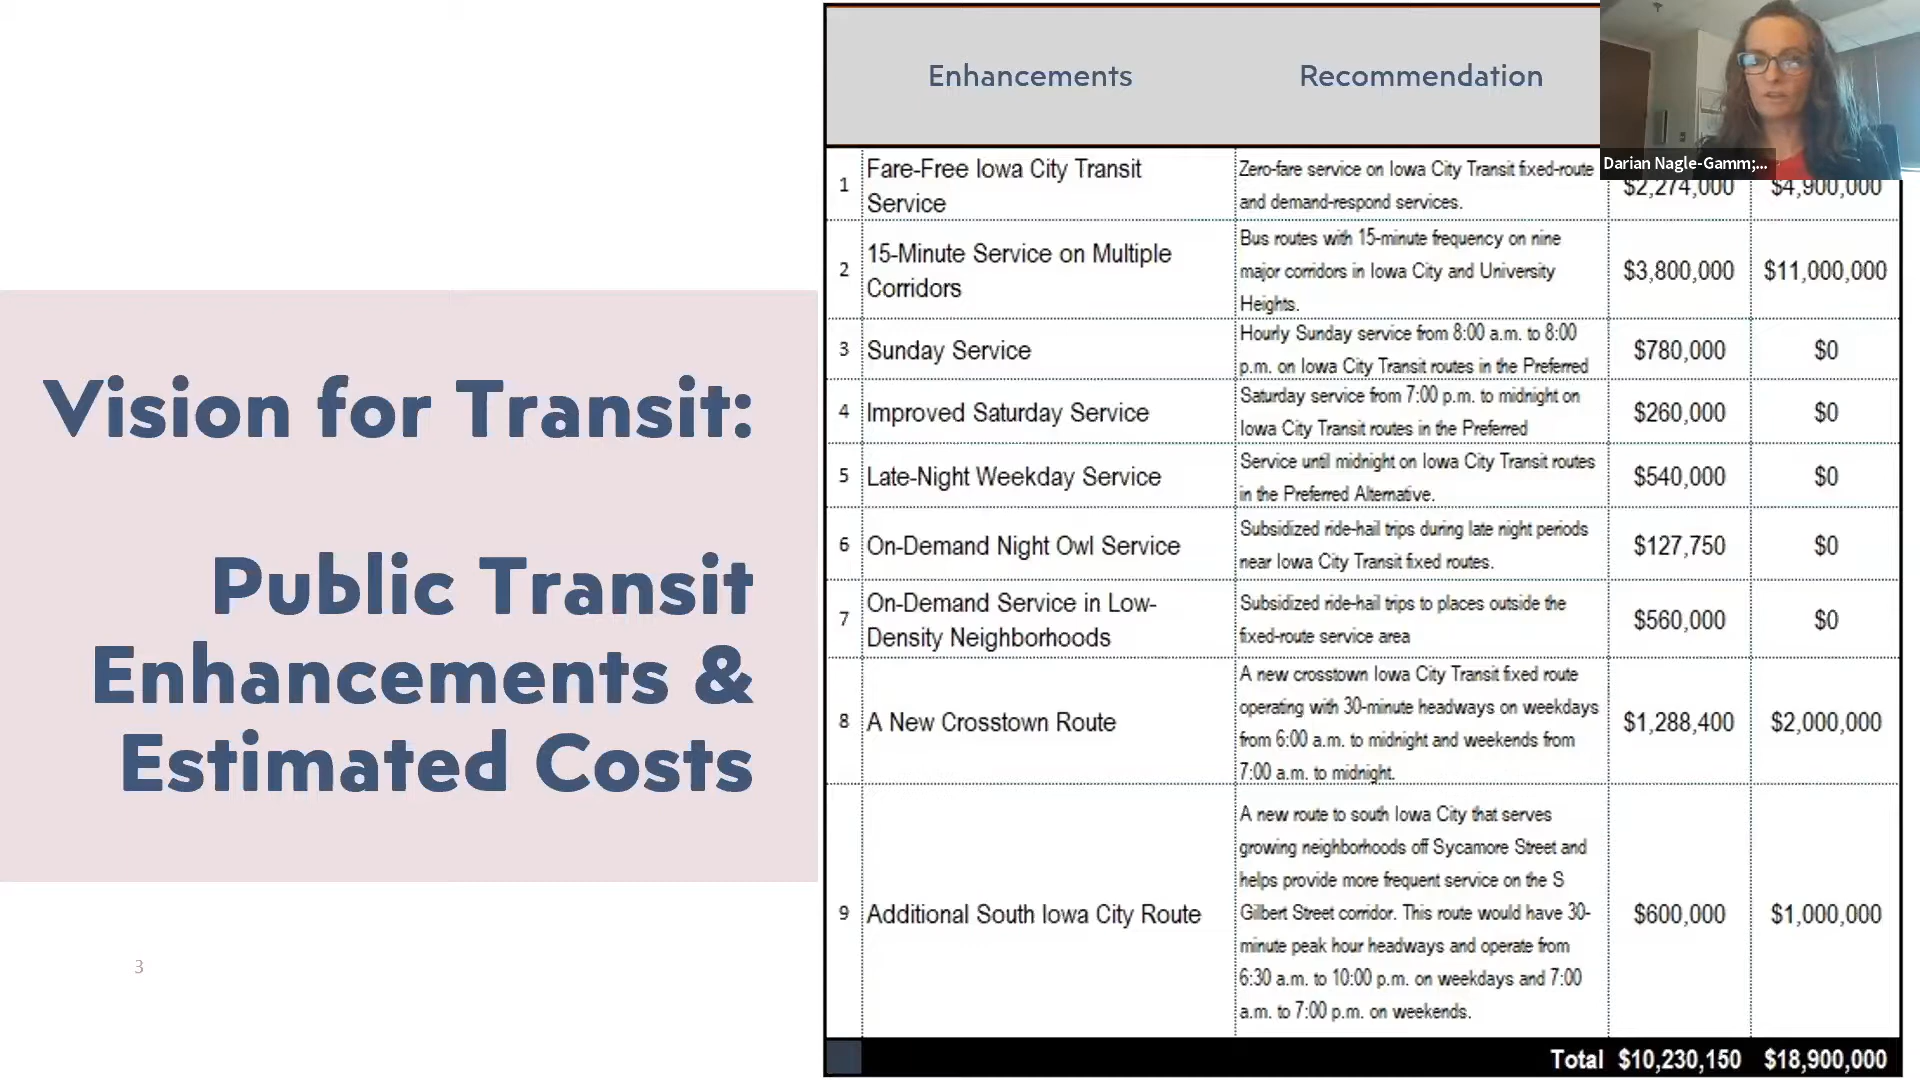 Vision for Transit:
Public Transit
Enhancements &
Estimated Costs
3
Enhancements Recommendation
Darian Nagle-Gamm;...
1 Fare-Free Iowa City Transit
Service
Zero-fare service on Iowa City Transit fixed-route
and demand-respond services.
$2,274,000 $4,900,000
2 15-Minute Service on Multiple
Corridors
Bus routes with 15-minute frequency on nine
major corridors in Iowa City and University
Heights.
$3,800,000 $11,000,000
3 Sunday Service
Hourly Sunday service from 8:00 a.m. to 8:00
p.m. on Iowa City Transit routes in the Preferred
$780,000 $0
4 Improved Saturday Service
Saturday service from 7:00 p.m. to midnight on
Iowa City Transit routes in the Preferred
$260,000 $0
5 Late-Night Weekday Service
Service until midnight on Iowa City Transit routes
in the Preferred Alternative.
$540,000 $0
6 On-Demand Night Owl Service
Subsidized ride-hail trips during late night periods
near Iowa City Transit fixed routes.
$127,750 $0
7 On-Demand Service in Low-
Density Neighborhoods
Subsidized ride-hail trips to places outside the
fixed-route service area
$560,000 $0
8 A New Crosstown Route
A new crosstown Iowa City Transit fixed route
operating with 30-minute headways on weekdays
from 6:00 a.m. to midnight and weekends from
7:00 a.m. to midnight.
$1,288,400 $2,000,000
9 Additional South Iowa City Route
A new route to south Iowa City that serves
growing neighborhoods off Sycamore Street and
helps provide more frequent service on the S
Gilbert Street corridor. This route would have 30-
minute peak hour headways and operate from
6:30 a.m. to 10:00 p.m. on weekdays and 7:00
a.m. to 7:00 p.m. on weekends.
$600,000 $1,000,000
Total $10,230,150 $18,900,000